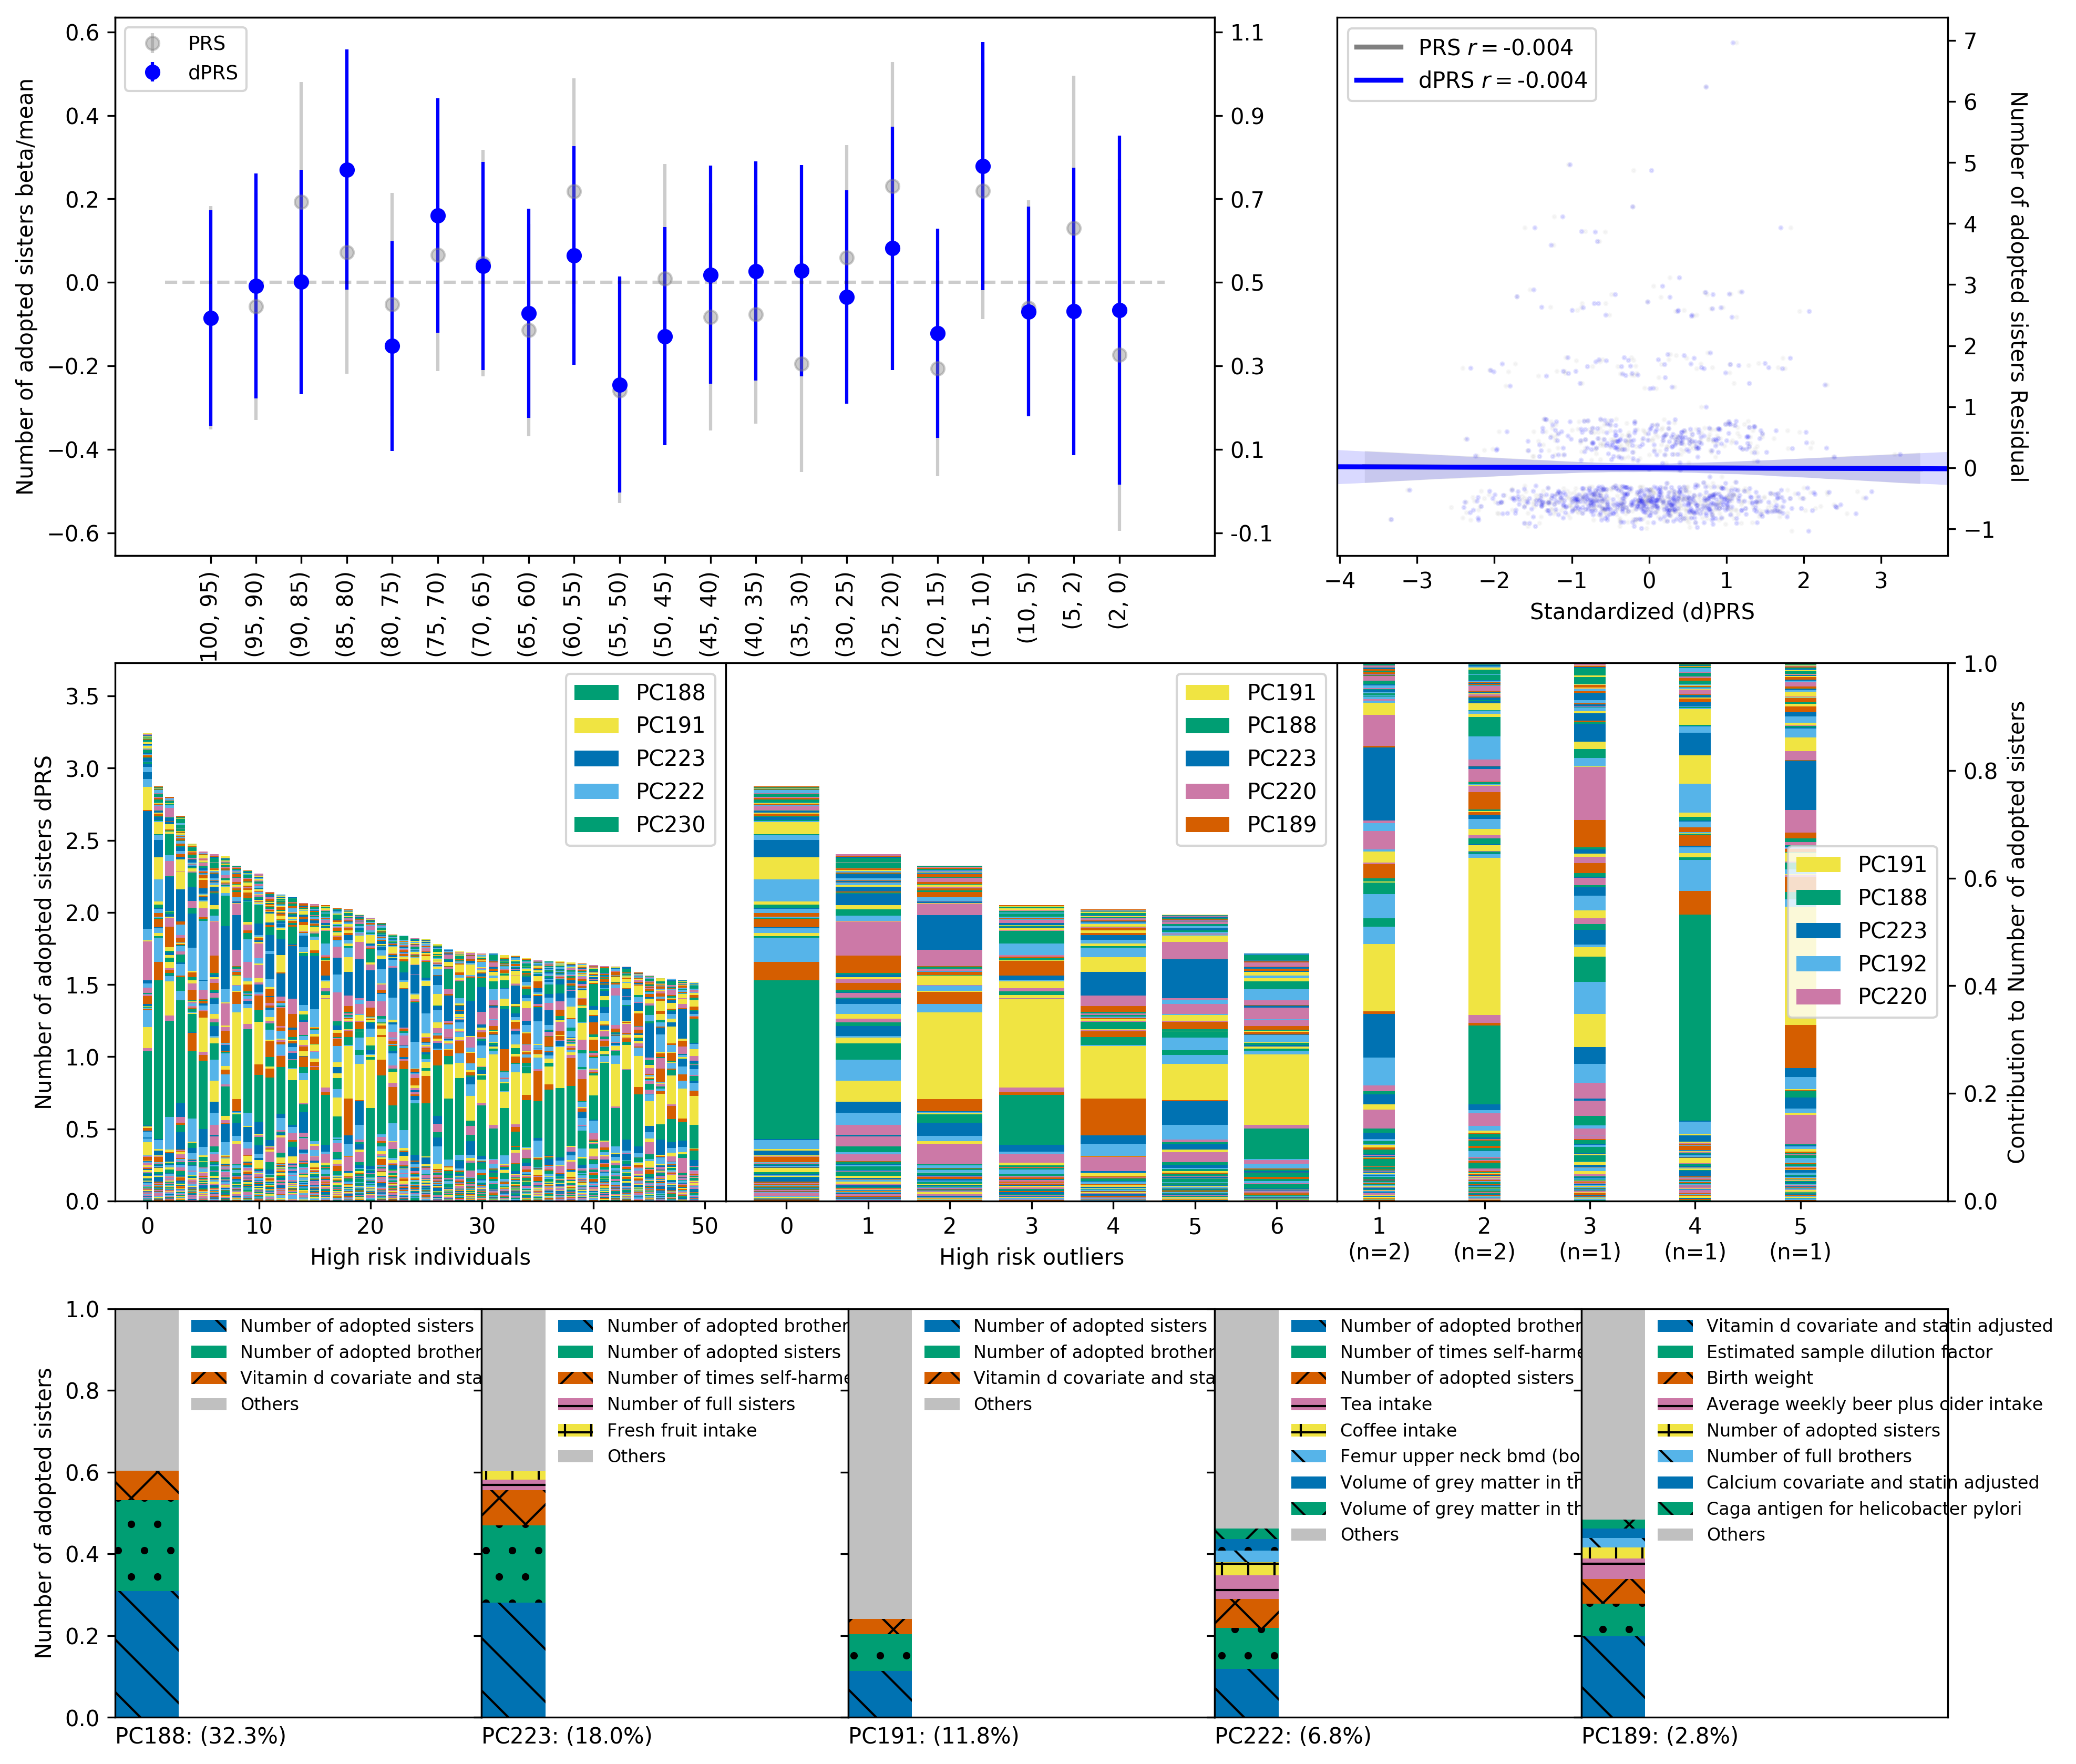 Number of adopted sisters beta/mean
0.6
0.4
0.2
0.0
−0.2
−0.4
−0.6
PRS
dPRS
1.1
0.9
0.7
0.5
0.3
0.1
-0.1
100, 95)
(95, 90)
(90, 85)
(85, 80)
(80, 75)
(75, 70)
(70, 65)
(65, 60)
(60, 55)
(55, 50)
(50, 45)
(45, 40)
(40, 35)
(35, 30)
(30, 25)
(25, 20)
(20, 15)
(15, 10)
(10, 5)
(5, 2)
(2, 0)
PRS r = -0.004
dPRS r = -0.004
7
6
5
4
3
2
1
0
−1
Number of adopted sisters Residual
−4 −3 −2 −1 0 1 2 3
Standardized (d)PRS
Number of adopted sisters dPRS
3.5
3.0
2.5
2.0
1.5
1.0
0.5
0.0
PC188
PC191
PC223
PC222
PC230
0 10 20 30 40 50
High risk individuals
PC191
PC188
PC223
PC220
PC189
0 1 2 3 4 5 6
High risk outliers
PC191
PC188
PC223
PC192
PC220
1 2 3 4 5
(n=2) (n=2) (n=1) (n=1) (n=1)
1.0
0.8
0.6
0.4
0.2
0.0
Contribution to Number of adopted sisters
Number of adopted sisters
1.0
0.8
0.6
0.4
0.2
0.0
Number of adopted sisters
Number of adopted brother
Vitamin d covariate and sta
Others
PC188: (32.3%)
Number of adopted brother
Number of adopted sisters
Number of times self-harme
Number of full sisters
Fresh fruit intake
Others
PC223: (18.0%)
Number of adopted sisters
Number of adopted brother
Vitamin d covariate and sta
Others
PC191: (11.8%)
Number of adopted brother
Number of times self-harme
Number of adopted sisters
Tea intake
Coffee intake
Femur upper neck bmd (bo
Volume of grey matter in th
Volume of grey matter in th
Others
PC222: (6.8%)
Vitamin d covariate and statin adjusted
Estimated sample dilution factor
Birth weight
Average weekly beer plus cider intake
Number of adopted sisters
Number of full brothers
Calcium covariate and statin adjusted
Caga antigen for helicobacter pylori
Others
PC189: (2.8%)